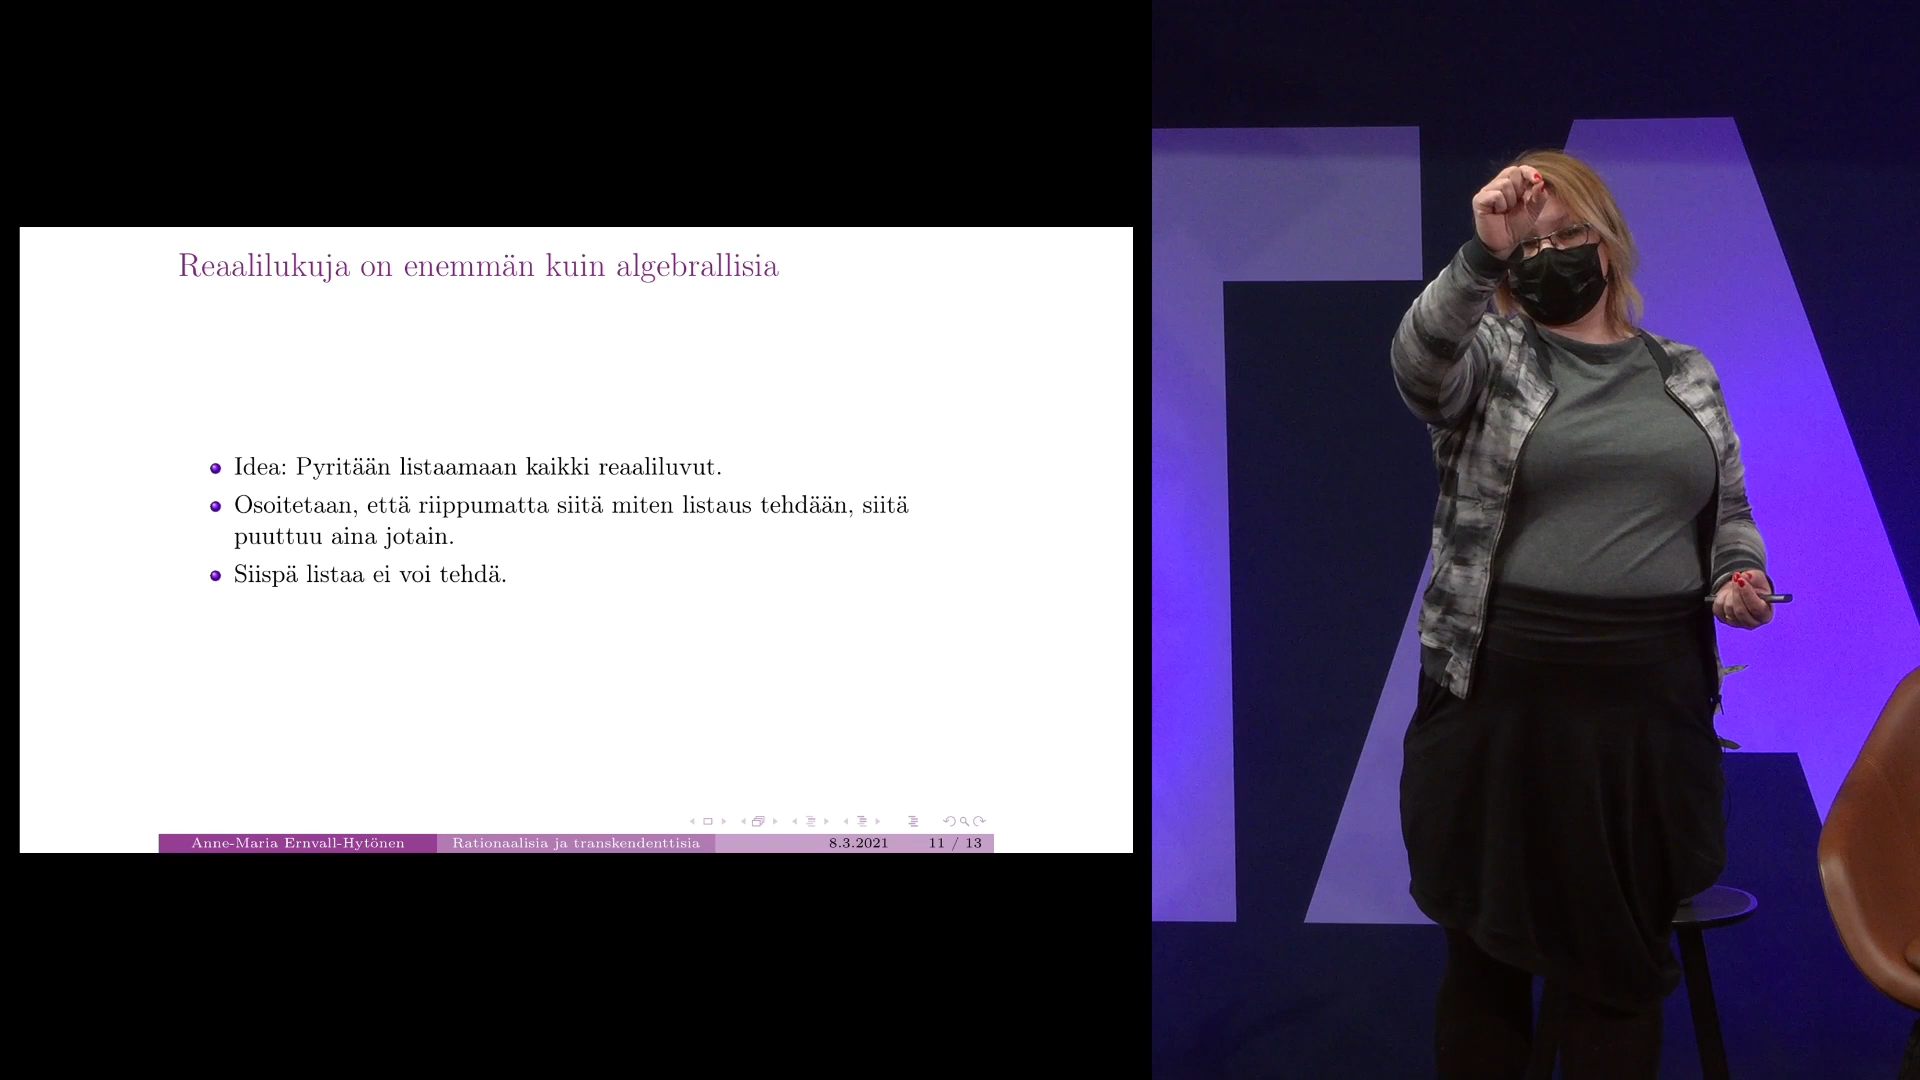 Reaalilukuja on enemmän kuin algebrallisia
Idea: Pyritään listaamaan kaikki reaaliluvut.
Osoitetaan, että riippumatta siitä miten listaus tehdään, siitä
puuttuu aina jotain.
Siispä listaa ei voi tehdä.
Anne-Maria Ernvall-Hytönen Rationaalisia ja transkendenttisia 8.3.2021 11 / 13
TA